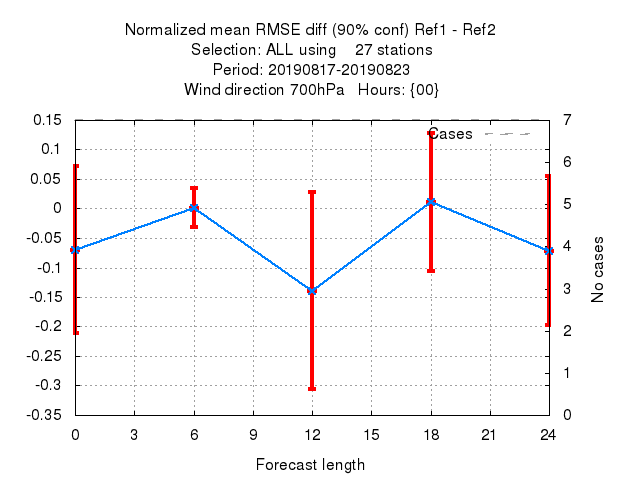 Normalized mean RMSE diff (90% conf) Ref1 - Ref2
Selection: ALL using    27 stations
Period: 20190817-20190823
Wind direction 700hPa   Hours: {00}
Cases
0.15
0.1
0.05
0
-0.05
-0.1
-0.15
-0.2
-0.25
-0.3
-0.35
7
6
5
4
3
2
1
0
No cases
0 3 6 9 12 15 18 21 24
Forecast length